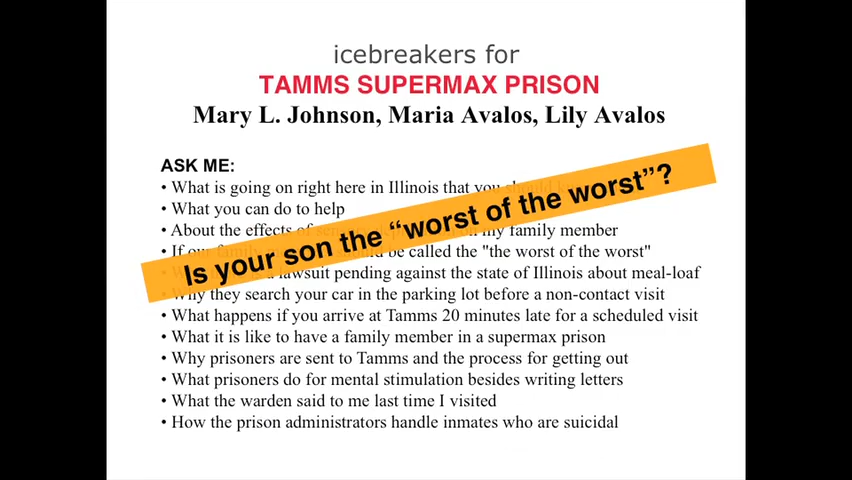 icebreakers for
TAMMS SUPERMAX PRISON
Mary L. Johnson, Maria Avalos, Lily Avalos
ASK ME:
• What is going on right here in Illinois that you
• What you can do to help
• About the effects of my family member
• If our be called the "the worst of the worst"
lawsuit pending against the state of Illinois about meal-loaf
• Why they search your car in the parking lot before a non-contact visit
• What happens if you arrive at Tamms 20 minutes late for a scheduled visit
• What it is like to have a family member in a supermax prison
• Why prisoners are sent to Tamms and the process for getting out
• What prisoners do for mental stimulation besides writing letters
• What the warden said to me last time I visited
• How the prison administrators handle inmates who are suicidal
Is your son the “worst of the worst”?